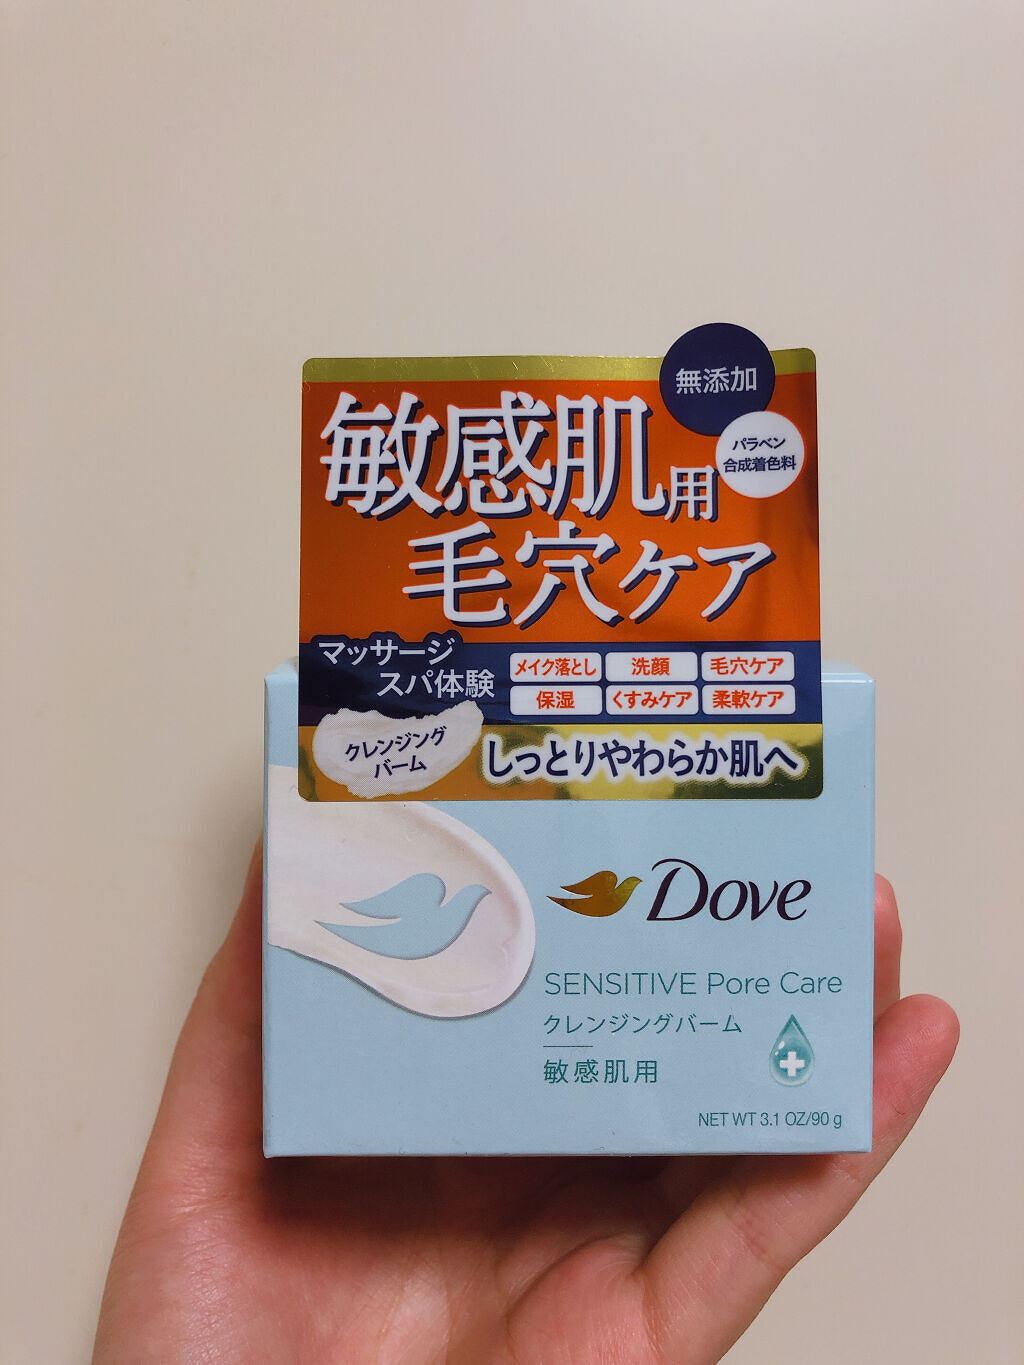 無添加
パラベン
合成着色料
敏感肌用
毛穴ケア
マッサージ
スパ体験
メイク落とし 洗顔 毛穴ケア
保湿 くすみケア 柔軟ケア
クレンジング
バーム
しっとりやわらか肌へ
Dove
SENSITIVE Pore Care
クレンジングバーム
敏感肌用
NET WT 3.1 OZ/90 g